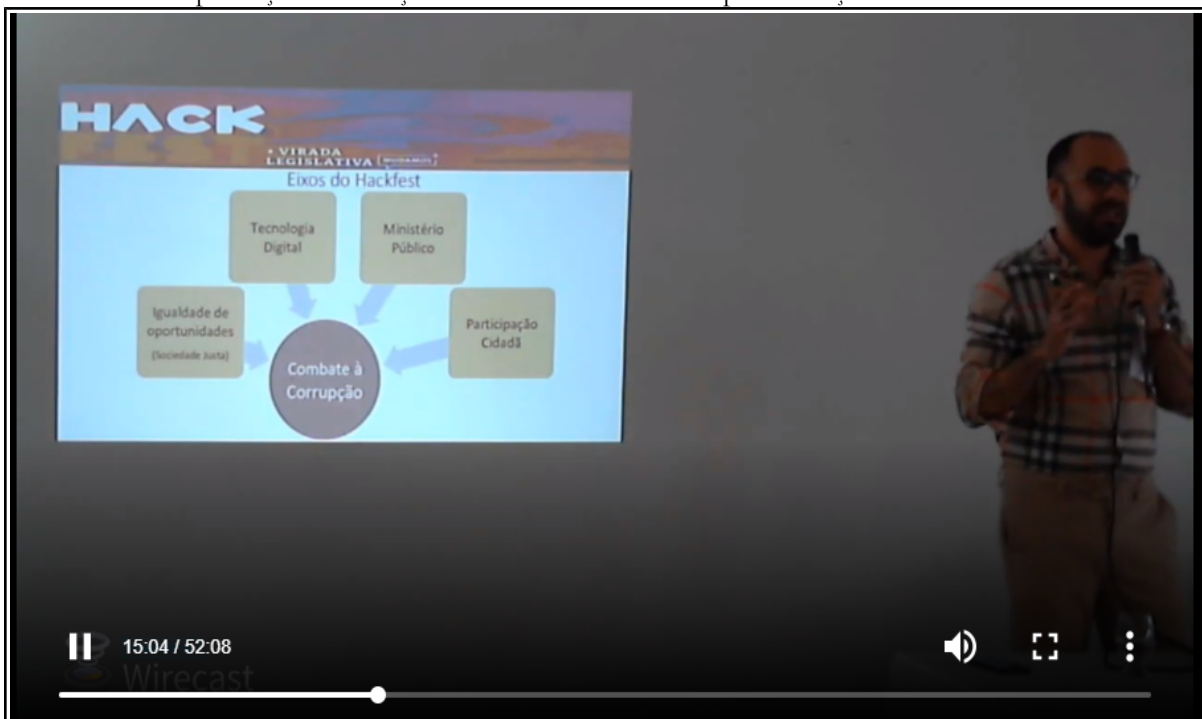 HACK
+ VIRADA
LEGISLATIVA [MUDAMOS]
Eixos do Hackfest
Tecnologia
Digital
Ministério
Público
Igualdade de
oportunidades
(Sociedade Justa)
Participação
Cidadã
Combate à
Corrupção
15:04 / 52:08
Wirecast